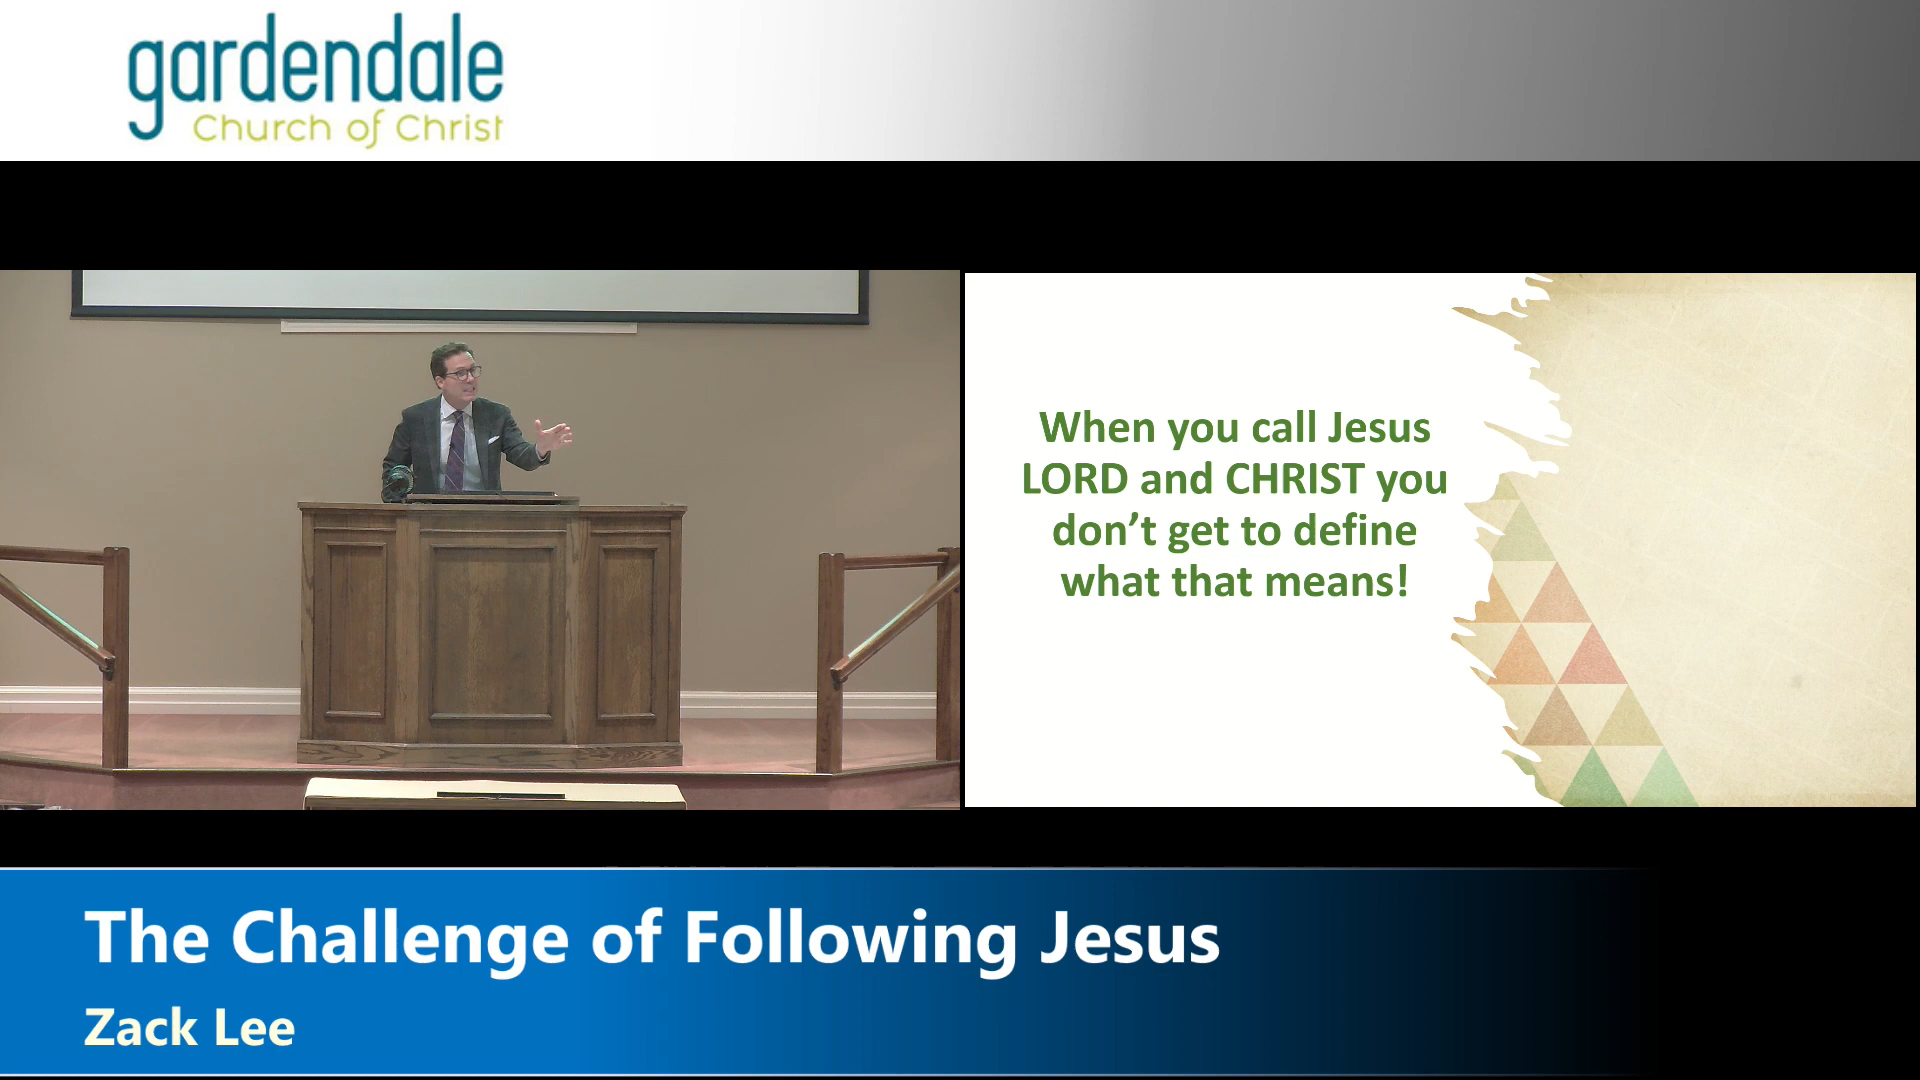 gardendale
Church of Christ
When you call Jesus
LORD and CHRIST you
don’t get to define
what that means!
The Challenge of Following Jesus
Zack Lee